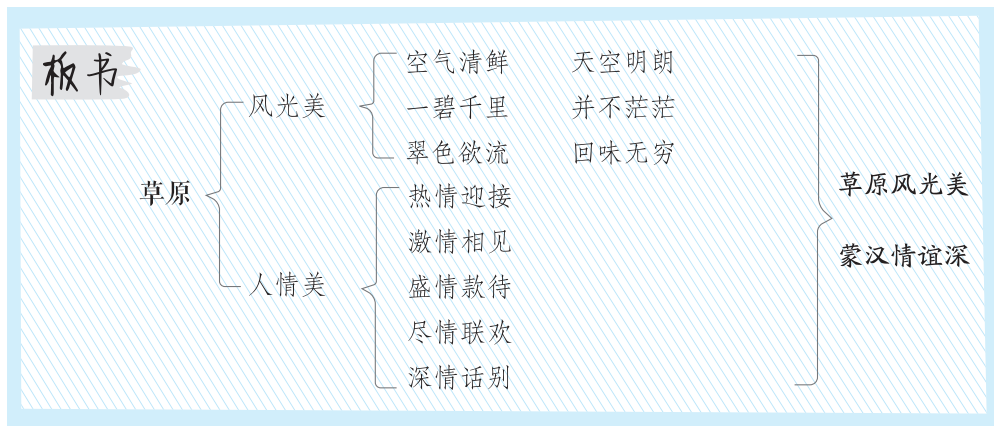 板书
草原
风光美
空气清鲜 天空明朗
一碧千里 并不茫茫
翠色欲流 回味无穷
人情美
热情迎接
激情相见
盛情款待
尽情联欢
深情话别
草原风光美
蒙汉情谊深